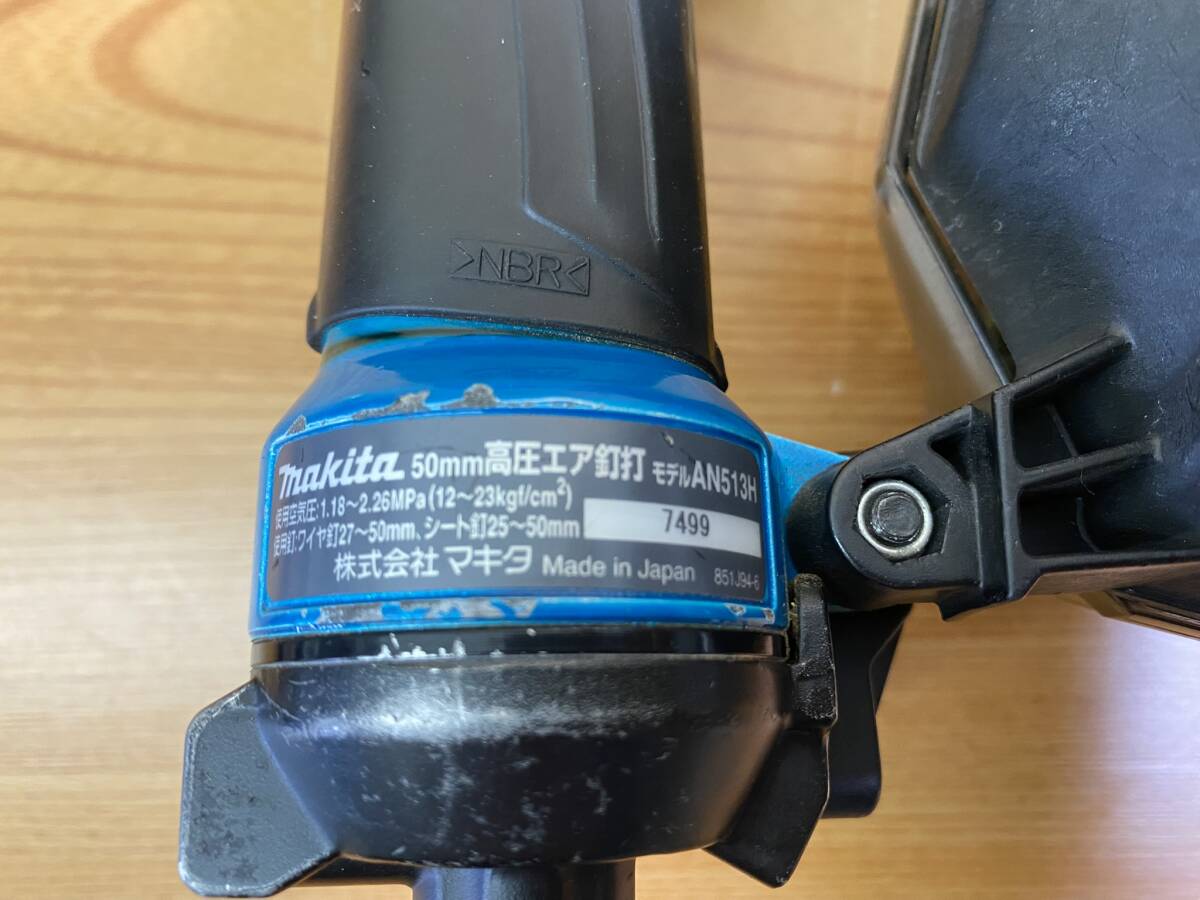 >NBR<
makita 50mm高圧エア釘打 モデルAN513H
使用空気圧:1.18~2.26MPa(12~23kgf/cm²)
使用釘:ワイヤ釘27~50mm、シート釘25~50mm 7499
株式会社 マキタ Made in Japan 851J94-6